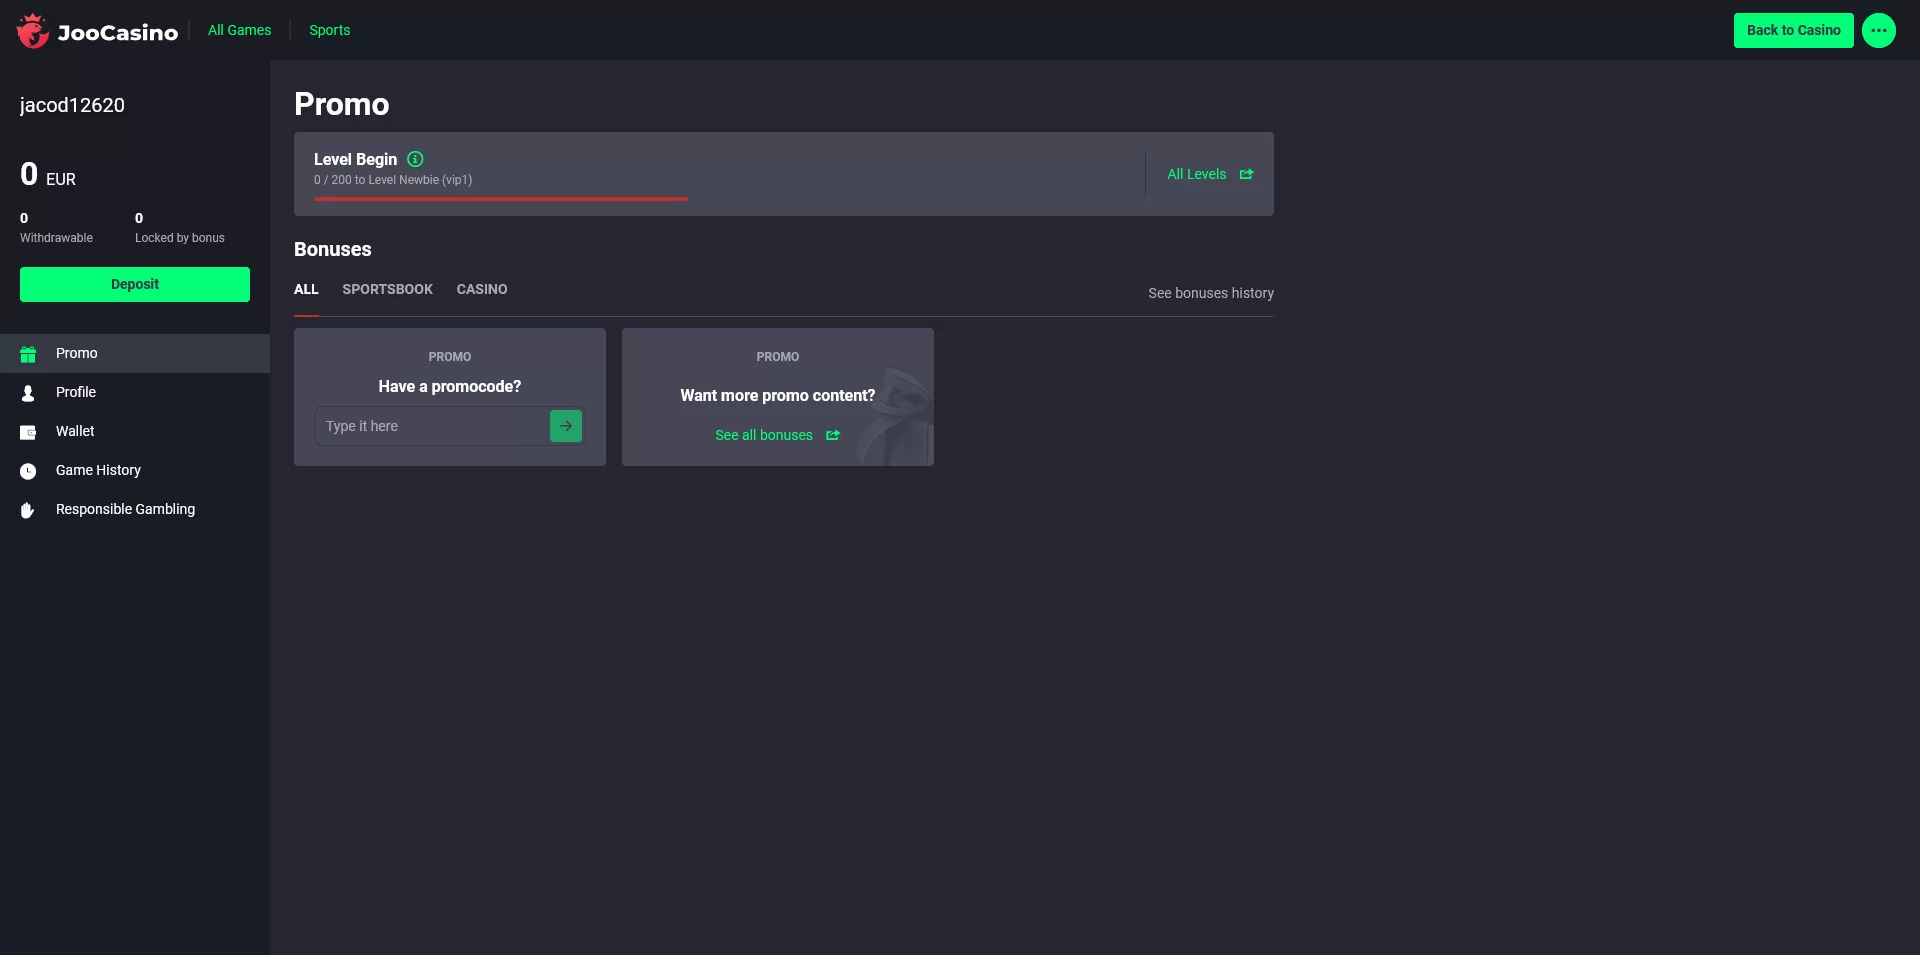 JooCasino
All Games
Sports
Back to Casino
jacod12620
0 EUR
0
Withdrawable
0
Locked by bonus
Deposit
Promo
Profile
Wallet
Game History
Responsible Gambling
Promo
Level Begin
0 / 200 to Level Newbie (vip1)
All Levels
Bonuses
ALL
SPORTSBOOK
CASINO
See bonuses history
PROMO
Have a promocode?
Type it here
PROMO
Want more promo content?
See all bonuses